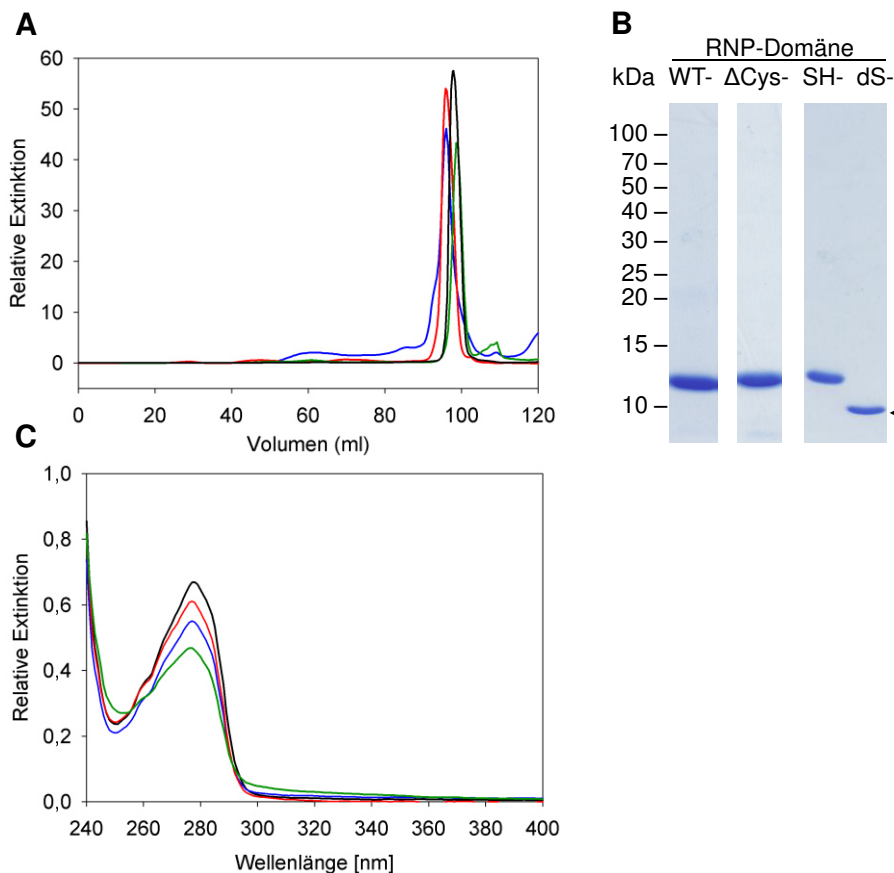 A
60
50
40
30
20
10
0
Relative Extinktion
0 20 40 60 80 100 120
Volumen (ml)
B
RNP-Domäne
kDa WT- ΔCys- SH- dS-
100
70
50
40
30
25
20
15
10
C
1,0
0,8
0,6
0,4
0,2
0,0
Relative Extinktion
240 260 280 300 320 340 360 380 400
Wellenlänge [nm]